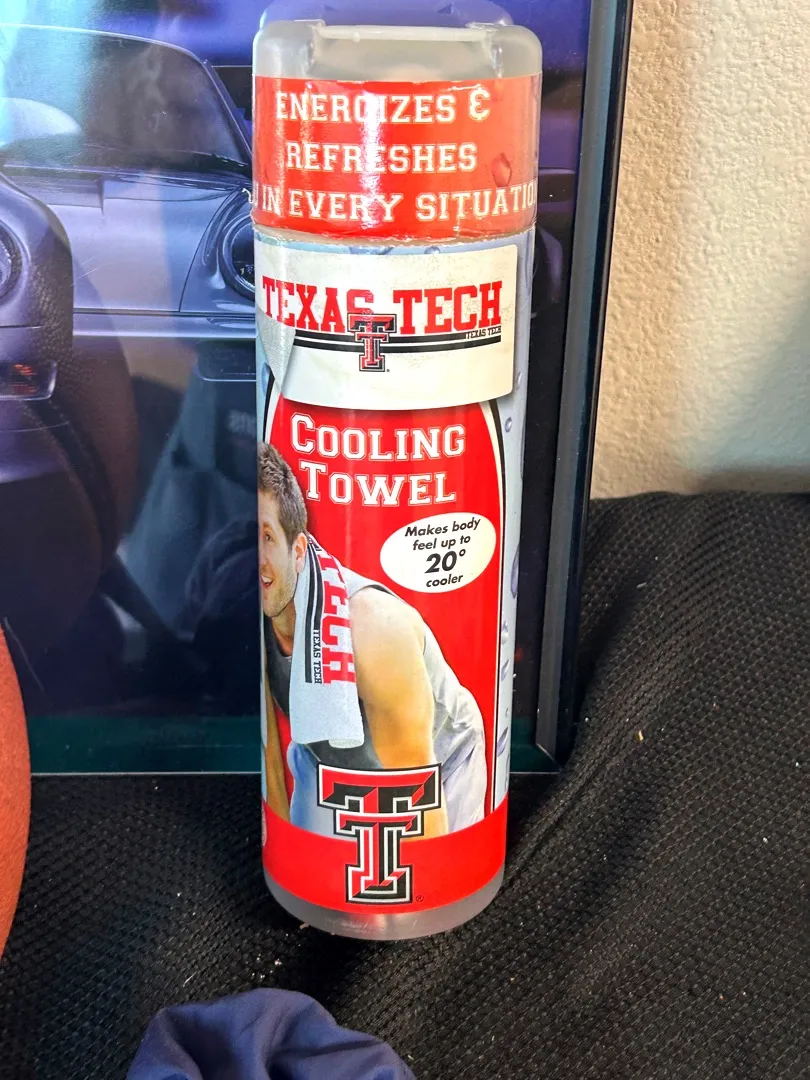 ENERGIZES &
REFRESHES
U IN EVERY SITUATIO
TEXAS TECH
TEXAS TECH
COOLING
TOWEL
Makes body
feel up to
20°
cooler
TECH
TEXAS TECH